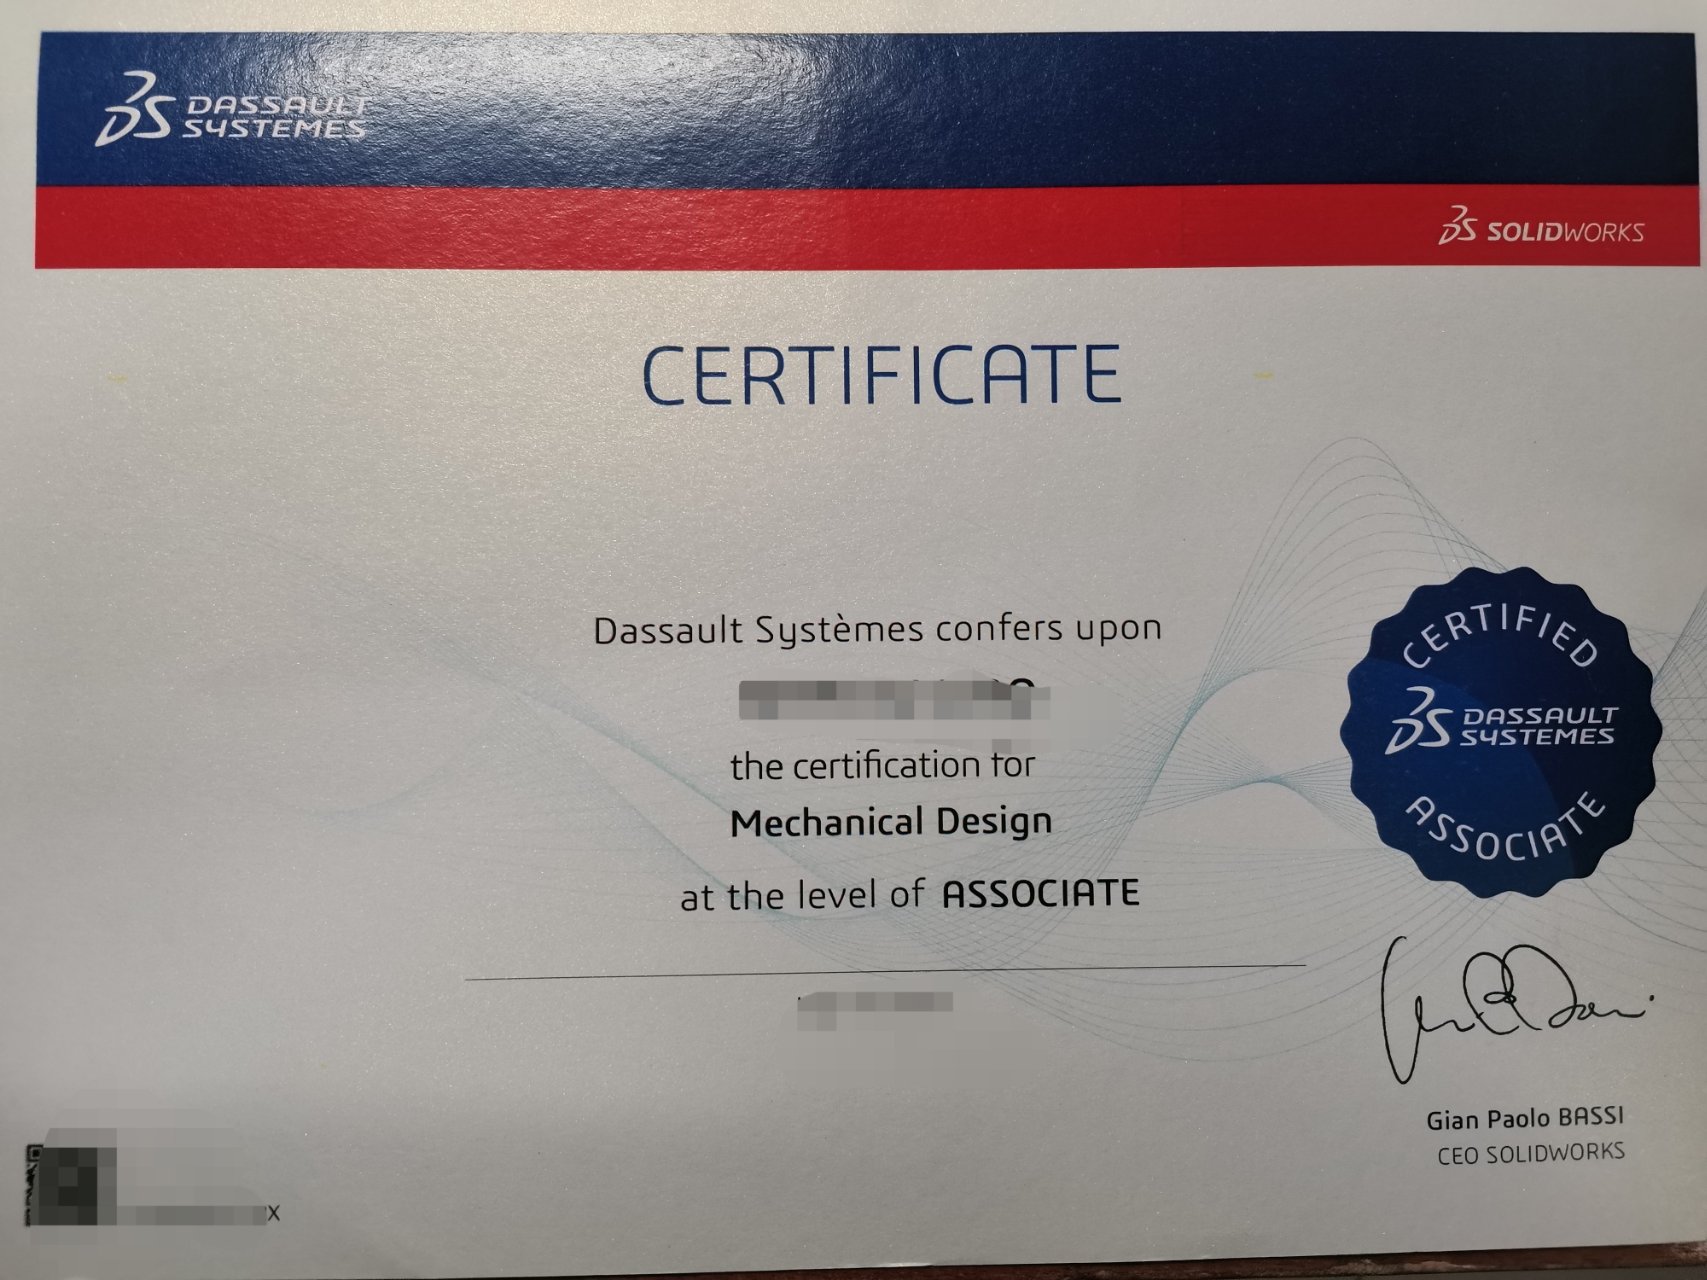 DASSAULT
SYSTEMES
SOLIDWORKS
CERTIFICATE
Dassault Systèmes confers upon
the certification for
Mechanical Design
at the level of ASSOCIATE
CERTIFIED
DASSAULT
SYSTEMES
ASSOCIATE
Gian Paolo BASSI
CEO SOLIDWORKS
X